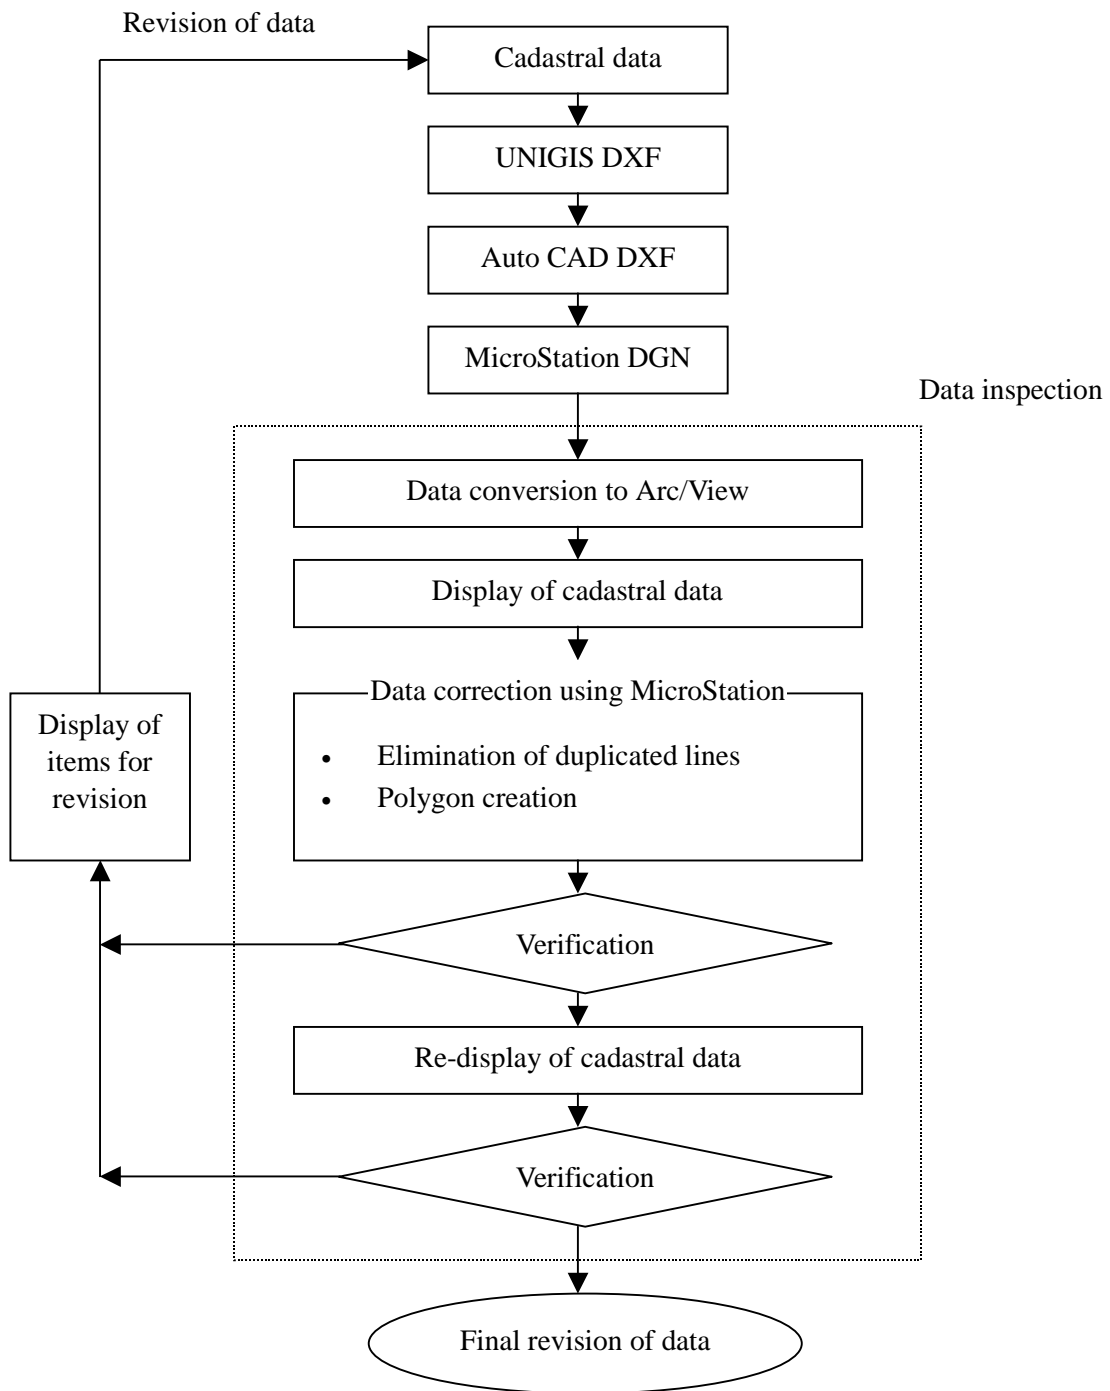 Revision of data
Cadastral data
UNIGIS DXF
Auto CAD DXF
MicroStation DGN
Data inspection
Data conversion to Arc/View
Display of cadastral data
Data correction using MicroStation
• Elimination of duplicated lines
• Polygon creation
Display of
items for
revision
Verification
Re-display of cadastral data
Verification
Final revision of data